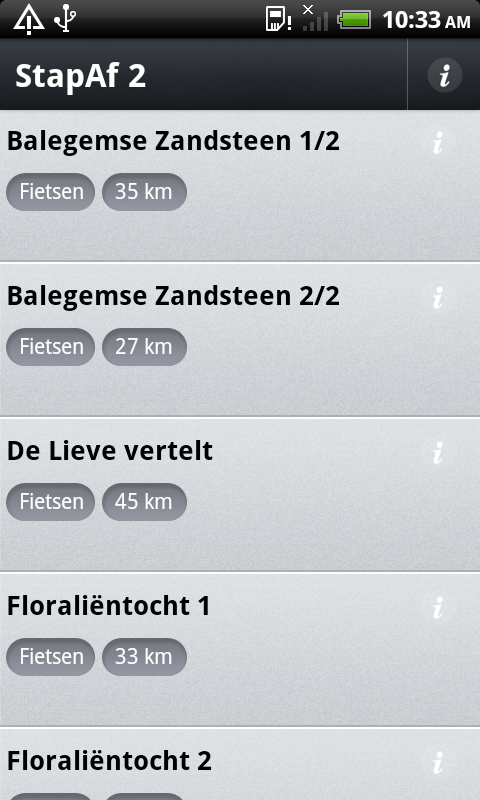 10:33 AM
StapAf 2
Balegemse Zandsteen 1/2
Fietsen 35 km
Balegemse Zandsteen 2/2
Fietsen 27 km
De Lieve vertelt
Fietsen 45 km
Floraliëntocht 1
Fietsen 33 km
Floraliëntocht 2